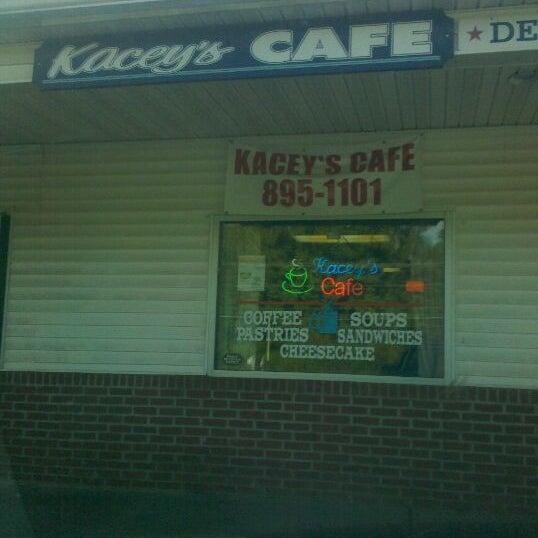 Kacey's CAFE
DE
KACEY'S CAFE
895-1101
Kacey's
Cafe
COFFEE SOUPS
PASTRIES SANDWICHES
CHEESECAKE